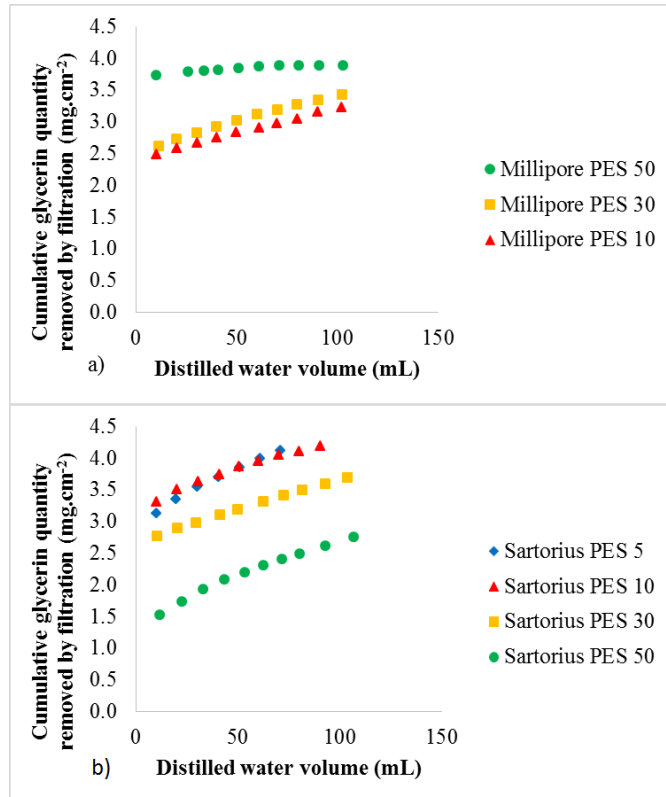 Cumulative glycerin quantity
removed by filtration (mg.cm-2)
4.5
4.0
3.5
3.0
2.5
2.0
1.5
1.0
0.5
0.0
0
50
100
150
a)
Distilled water volume (mL)
Millipore PES 50
Millipore PES 30
Millipore PES 10
Cumulative glycerin quantity
removed by filtration (mg.cm-2)
4.5
4.0
3.5
3.0
2.5
2.0
1.5
1.0
0.5
0.0
0
50
100
150
b)
Distilled water volume (mL)
Sartorius PES 5
Sartorius PES 10
Sartorius PES 30
Sartorius PES 50